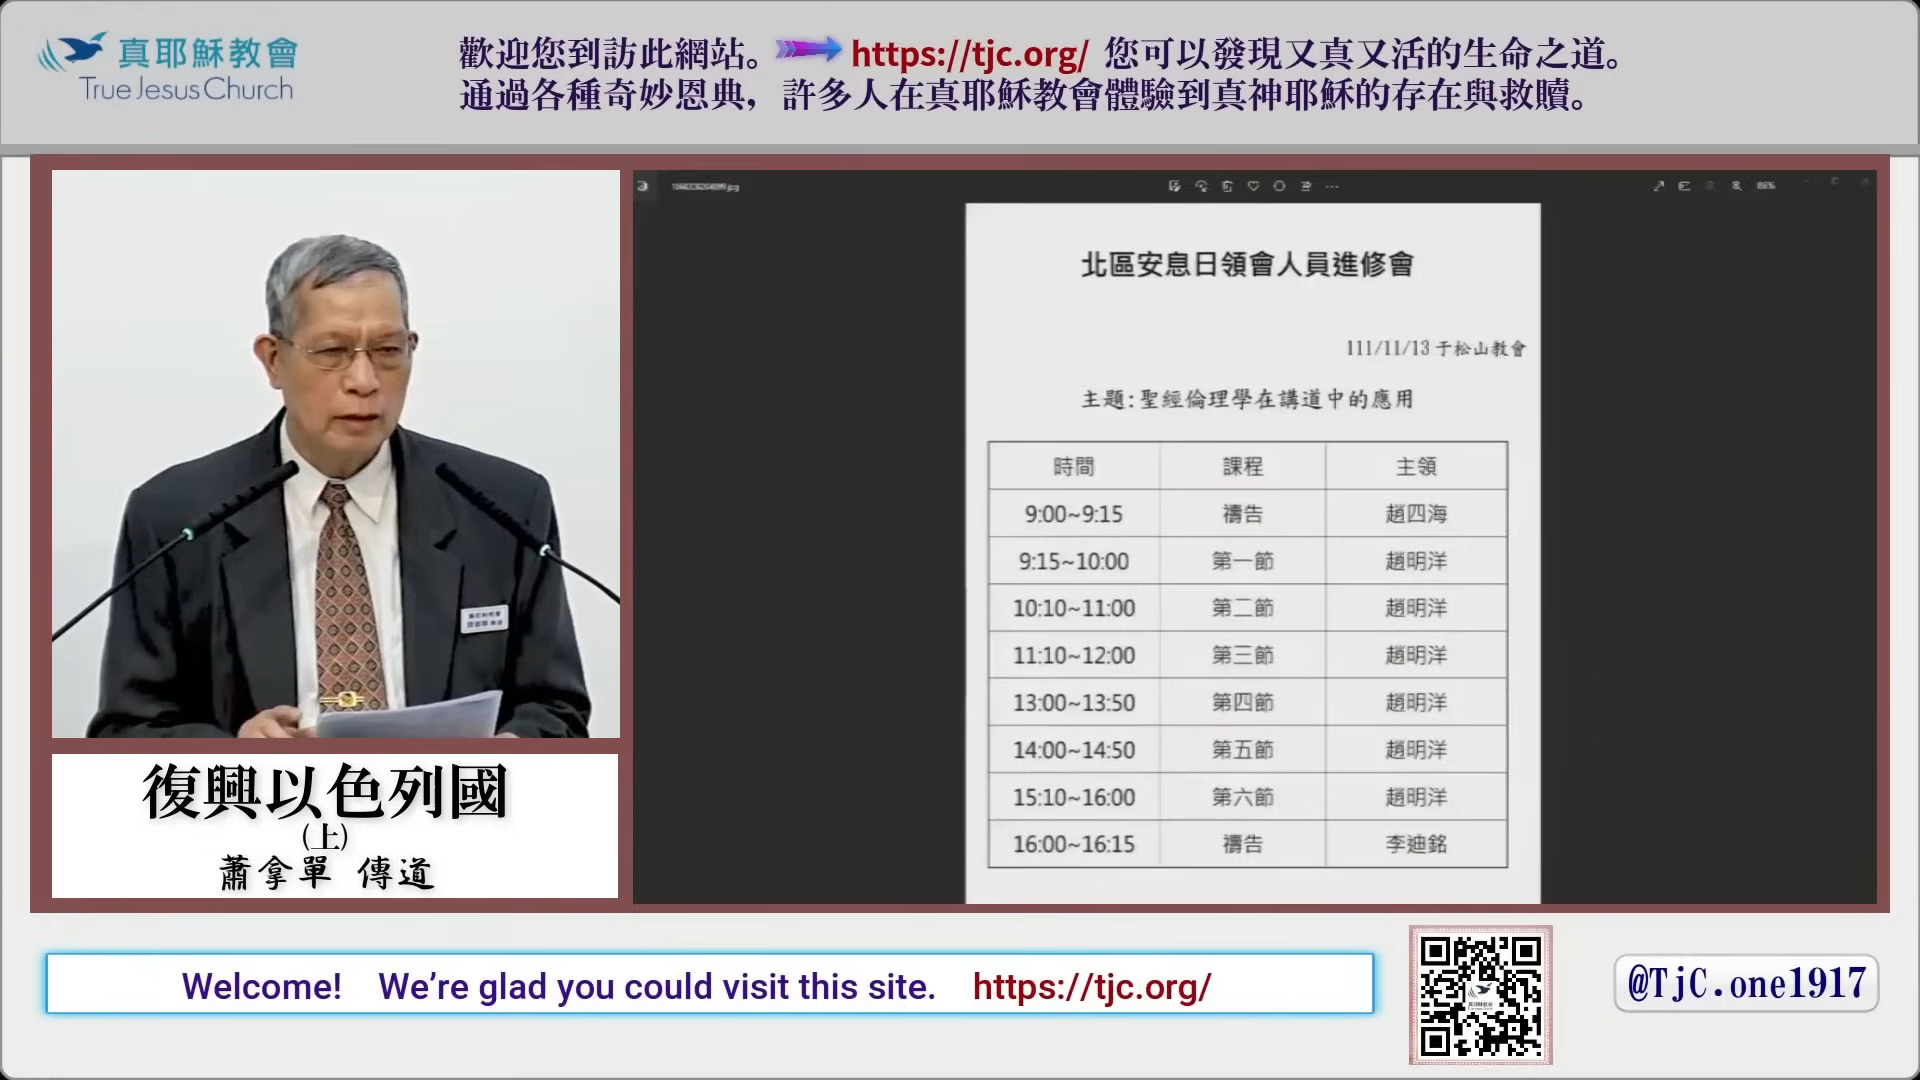 真耶穌教會
True Jesus Church
歡迎您到訪此網站。 https://tjc.org/ 您可以發現又真又活的生命之道。
通過各種奇妙恩典，許多人在真耶穌教會體驗到真神耶穌的存在與救贖。
北區安息日領會人員進修會
111/11/13 于松山教會
主題:聖經倫理學在講道中的應用
時間 課程 主領
9:00~9:15 禱告 趙四海
9:15~10:00 第一節 趙明洋
10:10~11:00 第二節 趙明洋
11:10~12:00 第三節 趙明洋
13:00~13:50 第四節 趙明洋
14:00~14:50 第五節 趙明洋
15:10~16:00 第六節 趙明洋
16:00~16:15 禱告 李迪銘
復興以色列國
(上)
蕭拿單 傳道
Welcome! We’re glad you could visit this site. https://tjc.org/
@TjC.one1917